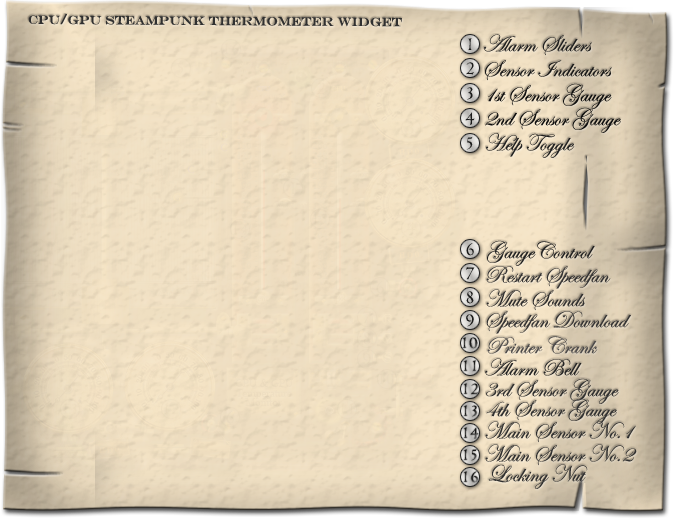 CPU/GPU STEAMPUNK THERMOMETER WIDGET
1 Alarm Sliders
2 Sensor Indicators
3 1st Sensor Gauge
4 2nd Sensor Gauge
5 Help Toggle
6 Gauge Control
7 Restart Speedfan
8 Mute Sounds
9 Speedfan Download
10 Printer Crank
11 Alarm Bell
12 3rd Sensor Gauge
13 4th Sensor Gauge
14 Main Sensor No.1
15 Main Sensor No.2
16 Locking Nut